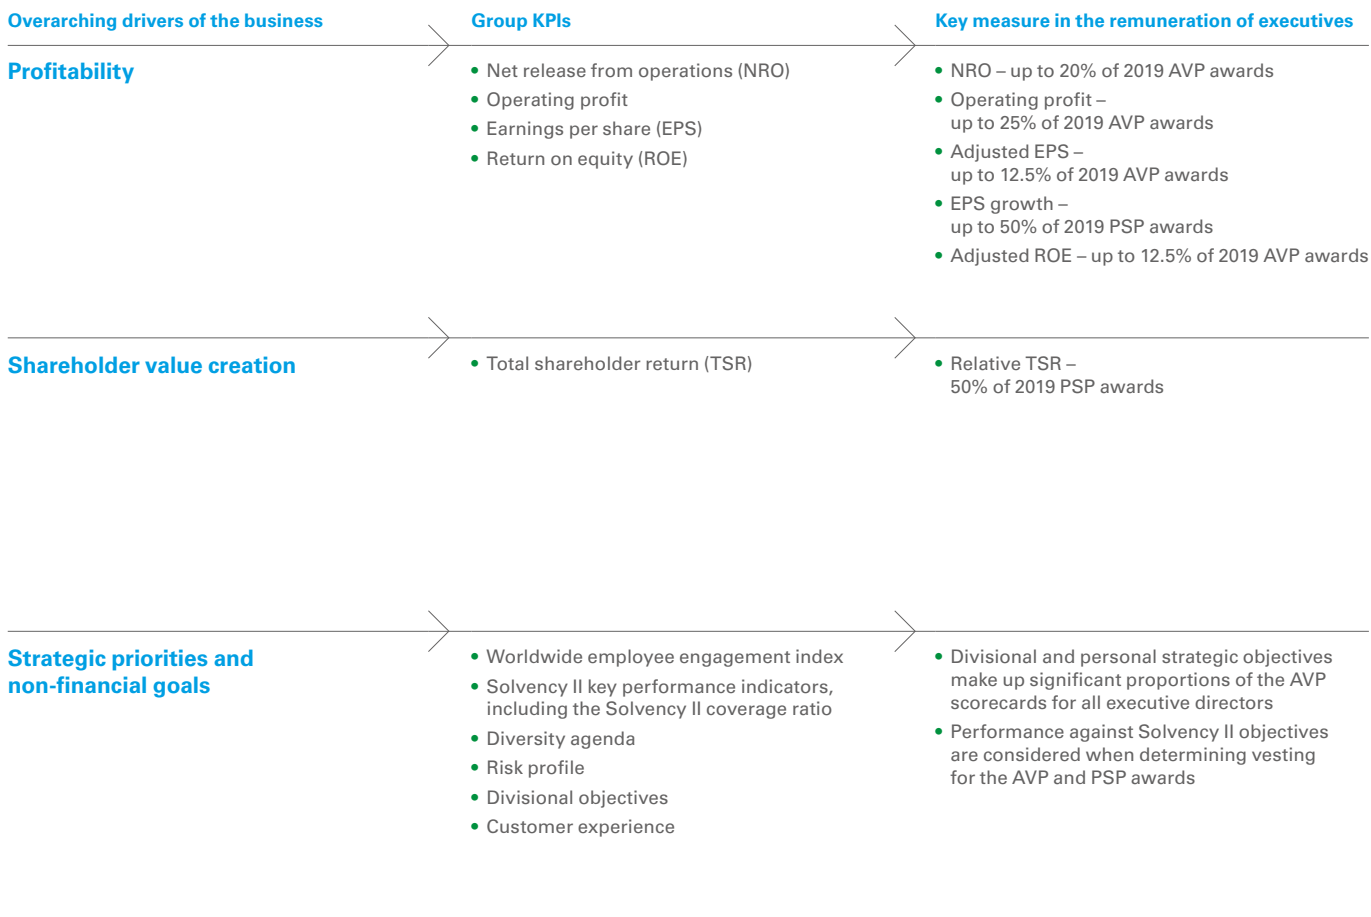 Overarching drivers of the business
Group KPIs
Key measure in the remuneration of executives
Profitability
• Net release from operations (NRO)
• Operating profit
• Earnings per share (EPS)
• Return on equity (ROE)
• NRO – up to 20% of 2019 AVP awards
• Operating profit –
up to 25% of 2019 AVP awards
• Adjusted EPS –
up to 12.5% of 2019 AVP awards
• EPS growth –
up to 50% of 2019 PSP awards
• Adjusted ROE – up to 12.5% of 2019 AVP awards
Shareholder value creation
• Total shareholder return (TSR)
• Relative TSR –
50% of 2019 PSP awards
Strategic priorities and
non-financial goals
• Worldwide employee engagement index
• Solvency II key performance indicators,
including the Solvency II coverage ratio
• Diversity agenda
• Risk profile
• Divisional objectives
• Customer experience
• Divisional and personal strategic objectives
make up significant proportions of the AVP
scorecards for all executive directors
• Performance against Solvency II objectives
are considered when determining vesting
for the AVP and PSP awards